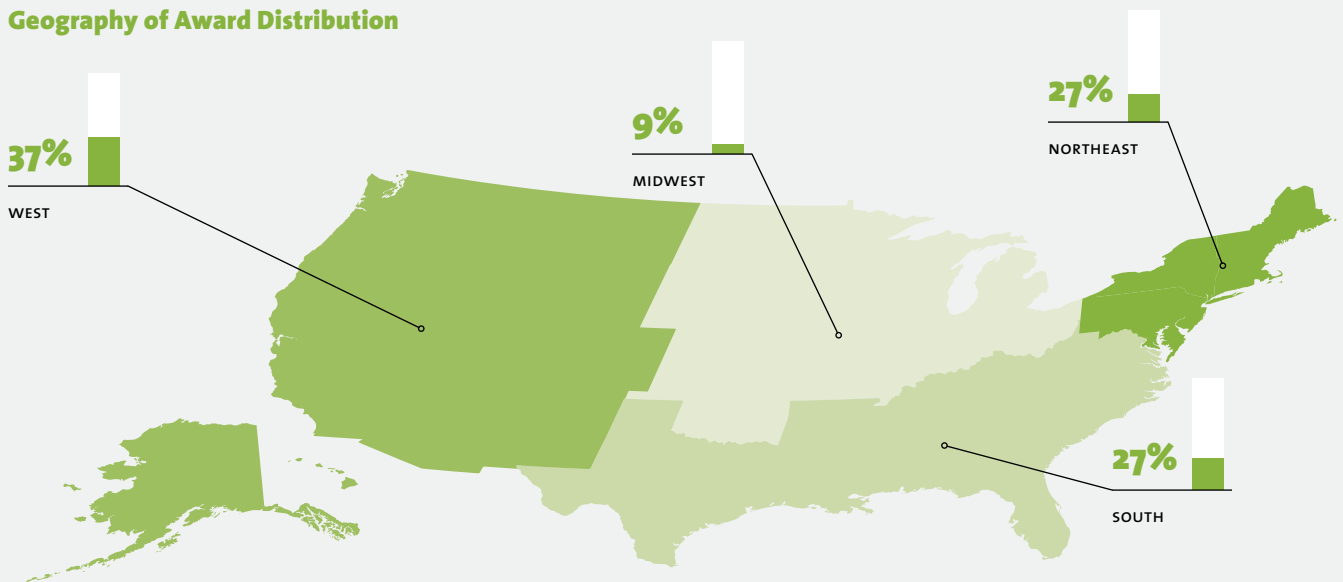 Geography of Award Distribution
37%
WEST
9%
MIDWEST
27%
NORTHEAST
27%
SOUTH